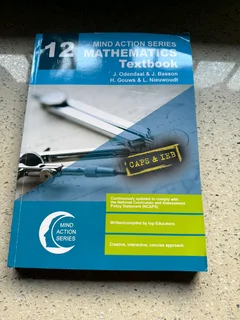 12
MIND ACTION SERIES
MATHEMATICS
Textbook
J. Odendaal & J. Basson
H. Gouws & L. Nieuwoudt
CAPS & IEB
Continuously updated to comply with
the National Curriculum and Assessment
Policy Statement (NCAPS)
Written/compiled by top Educators
Creative, interactive, concise approach
MIND
ACTION
SERIES